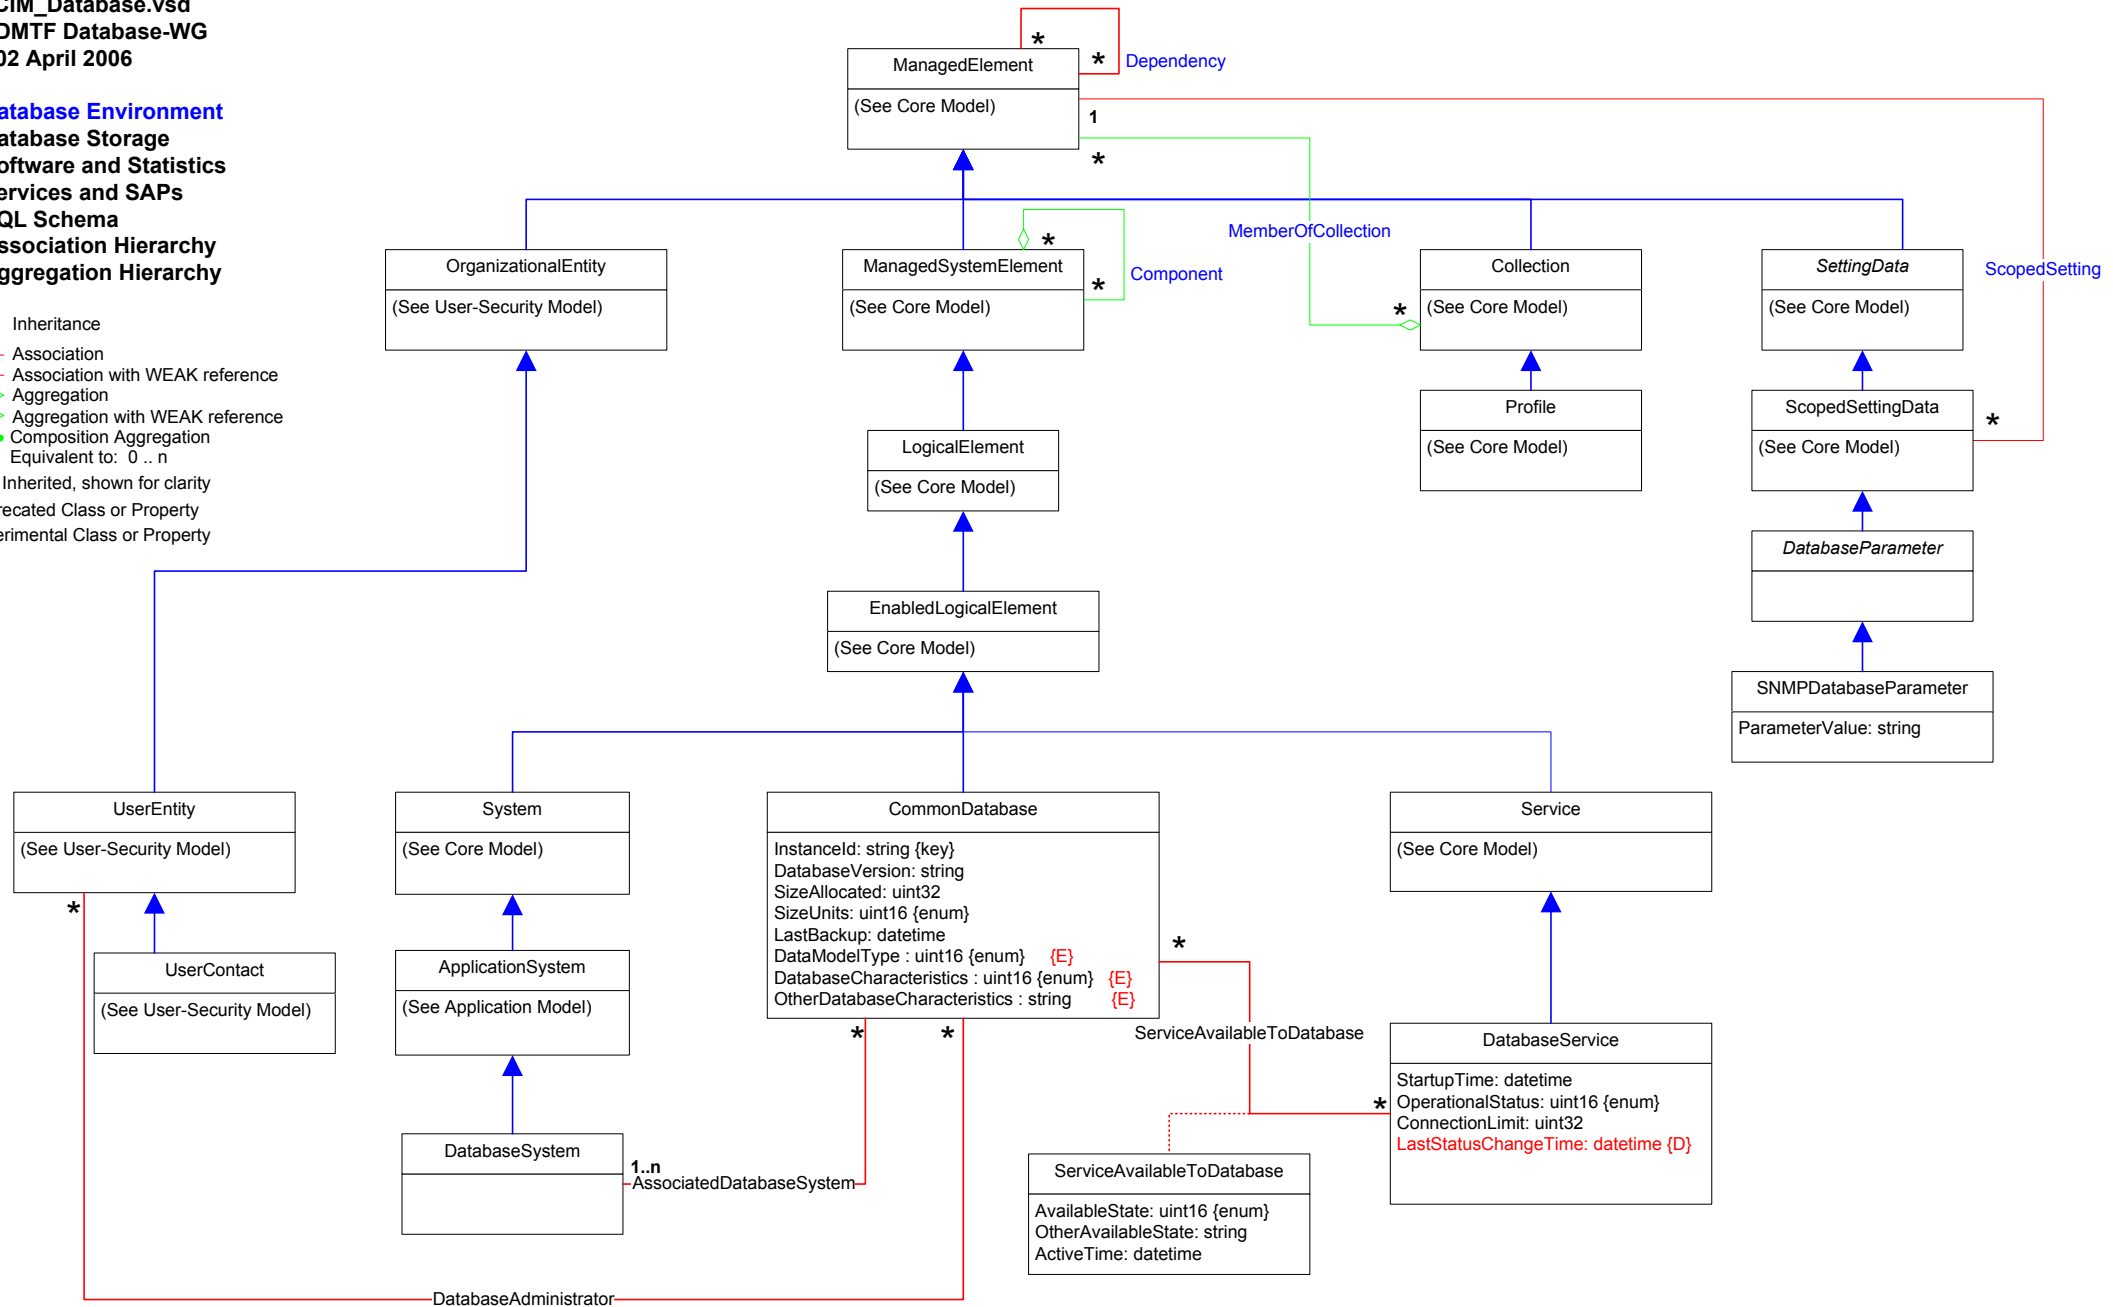 CIM_Database.vsd
DMTF Database-WG
02 April 2006
atabase Environment
atabase Storage
oftware and Statistics
ervices and SAPs
QL Schema
ssociation Hierarchy
ggregation Hierarchy
Inheritance
Association
Association with WEAK reference
Aggregation
Aggregation with WEAK reference
Composition Aggregation
Equivalent to: 0 .. n
Inherited, shown for clarity
recated Class or Property
erimental Class or Property
ManagedElement
(See Core Model)
*
*
Dependency
1
*
MemberOfCollection
*
ScopedSetting
*
OrganizationalEntity
(See User-Security Model)
ManagedSystemElement
(See Core Model)
*
*
Component
Collection
(See Core Model)
SettingData
(See Core Model)
Profile
(See Core Model)
ScopedSettingData
(See Core Model)
LogicalElement
(See Core Model)
DatabaseParameter
EnabledLogicalElement
(See Core Model)
SNMPDatabaseParameter
ParameterValue: string
UserEntity
(See User-Security Model)
*
System
(See Core Model)
CommonDatabase
InstanceId: string {key}
DatabaseVersion: string
SizeAllocated: uint32
SizeUnits: uint16 {enum}
LastBackup: datetime
DataModelType : uint16 {enum} {E}
DatabaseCharacteristics : uint16 {enum} {E}
OtherDatabaseCharacteristics : string {E}
*
*
*
Service
(See Core Model)
UserContact
(See User-Security Model)
ApplicationSystem
(See Application Model)
ServiceAvailableToDatabase
DatabaseService
StartupTime: datetime
*
OperationalStatus: uint16 {enum}
ConnectionLimit: uint32
LastStatusChangeTime: datetime {D}
DatabaseSystem
1..n
AssociatedDatabaseSystem
ServiceAvailableToDatabase
AvailableState: uint16 {enum}
OtherAvailableState: string
ActiveTime: datetime
DatabaseAdministrator